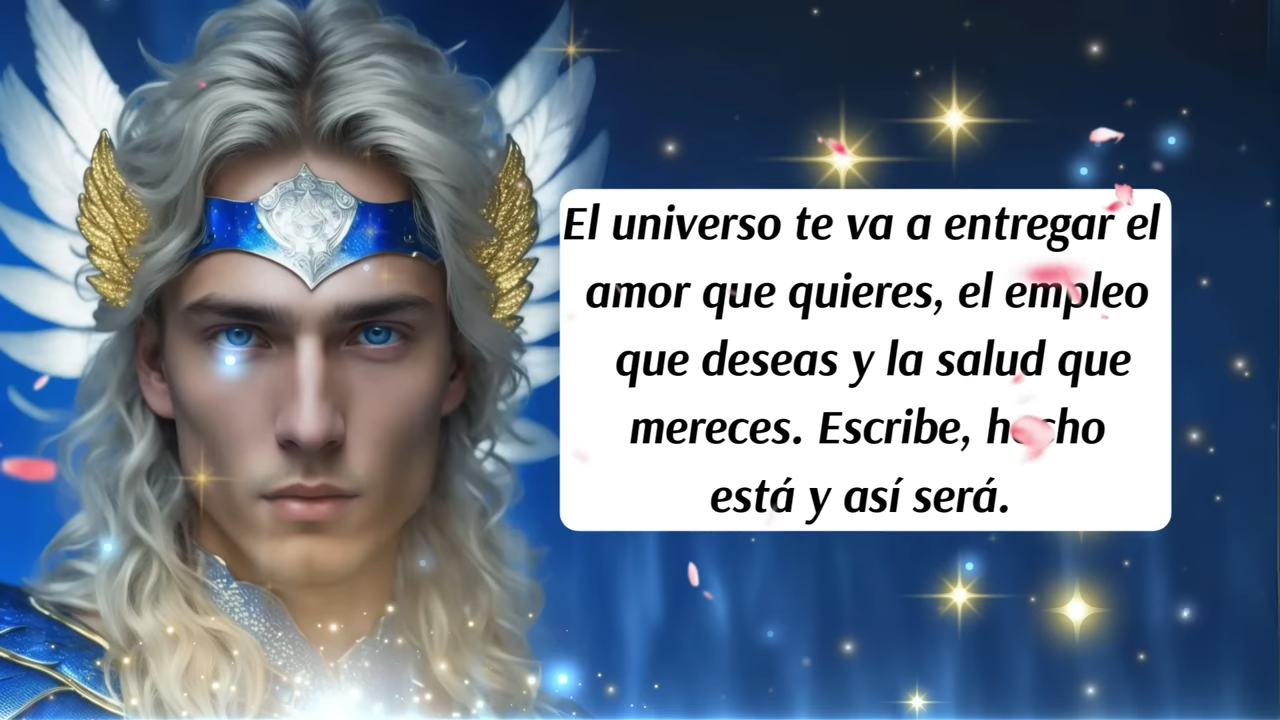 El universo te va a entregar el
amor que quieres, el empleo
que deseas y la salud que
mereces. Escribe, hecho
está y así será.